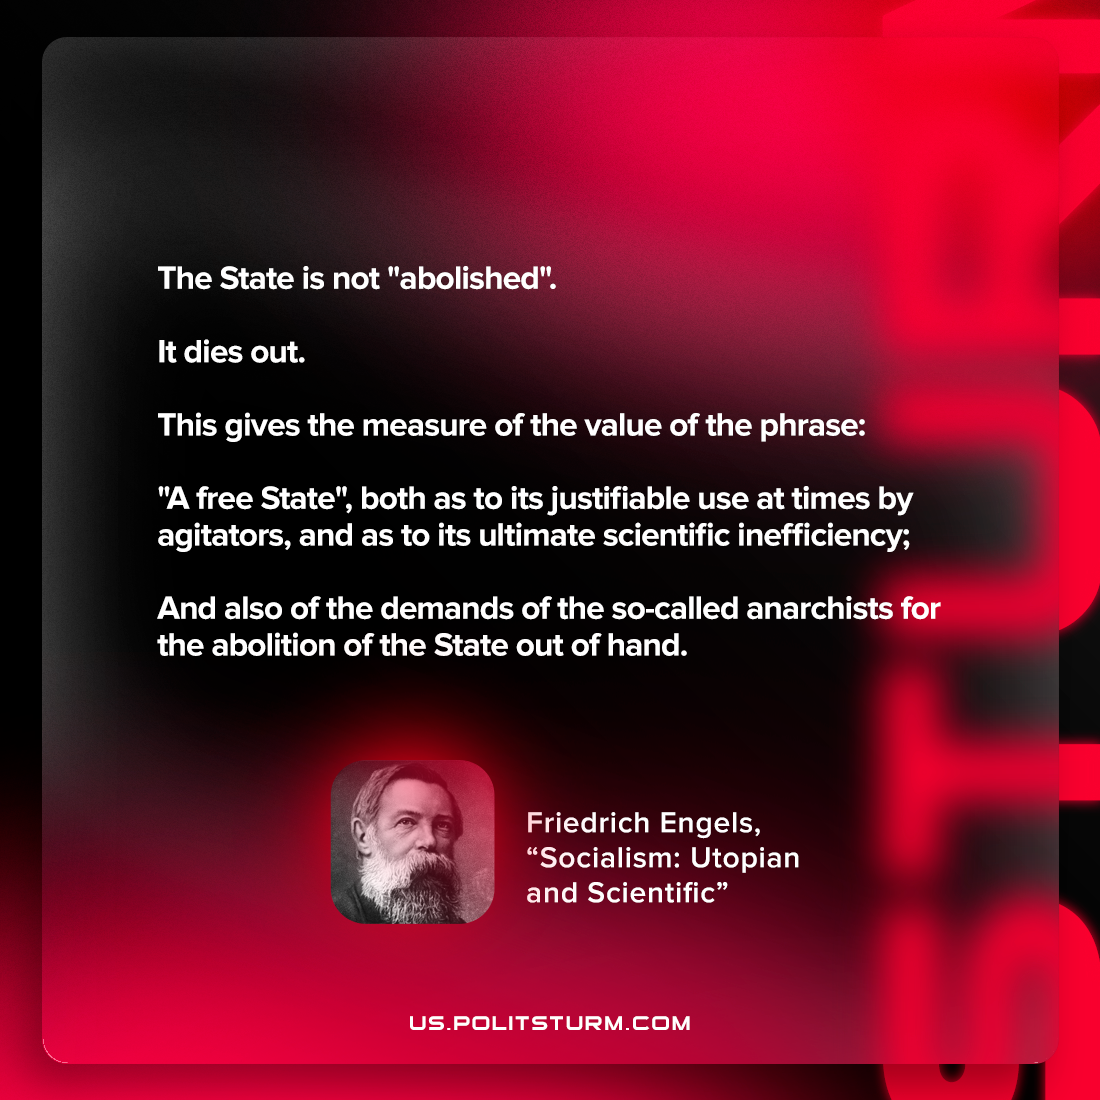 The State is not "abolished".
It dies out.
This gives the measure of the value of the phrase:
"A free State", both as to its justifiable use at times by
agitators, and as to its ultimate scientific inefficiency;
And also of the demands of the so-called anarchists for
the abolition of the State out of hand.
Friedrich Engels,
“Socialism: Utopian
and Scientific”
US.POLITSTURM.COM